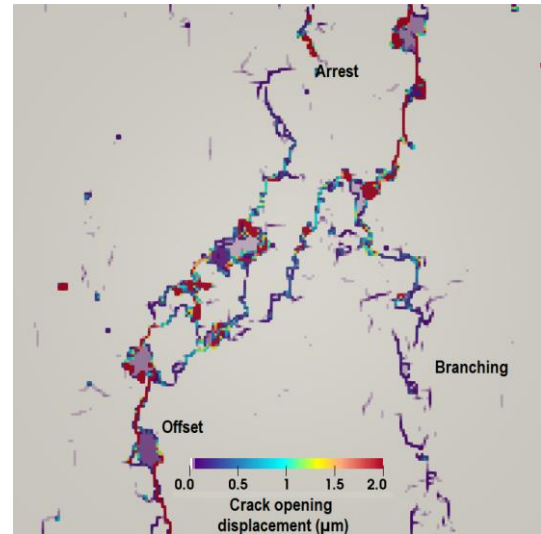 Arrest
Branching
Offset
0.0 0.5 1 1.5 2.0
Crack opening
displacement (μm)